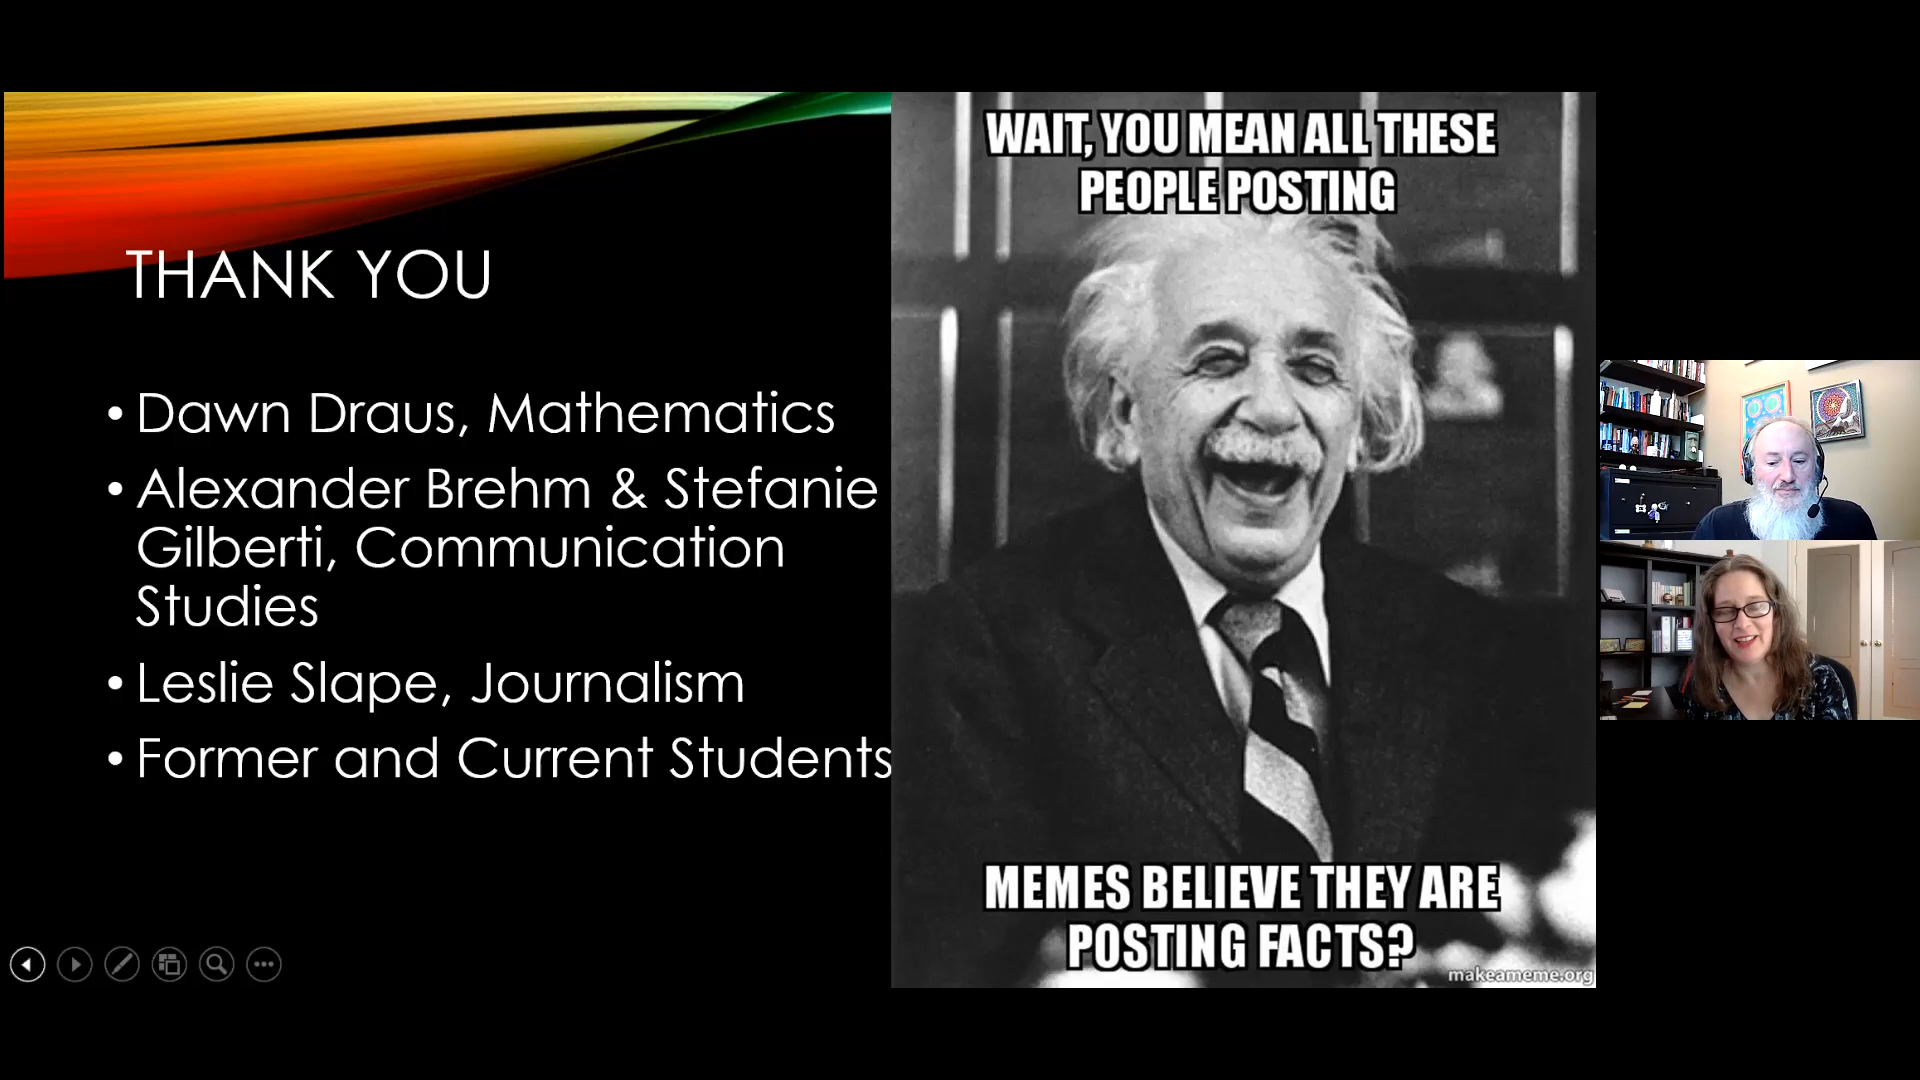 THANK YOU
• Dawn Draus, Mathematics
• Alexander Brehm & Stefanie
Gilberti, Communication
Studies
• Leslie Slape, Journalism
• Former and Current Students
WAIT, YOU MEAN ALL THESE
PEOPLE POSTING
MEMES BELIEVE THEY ARE
POSTING FACTS?
makeameme.org